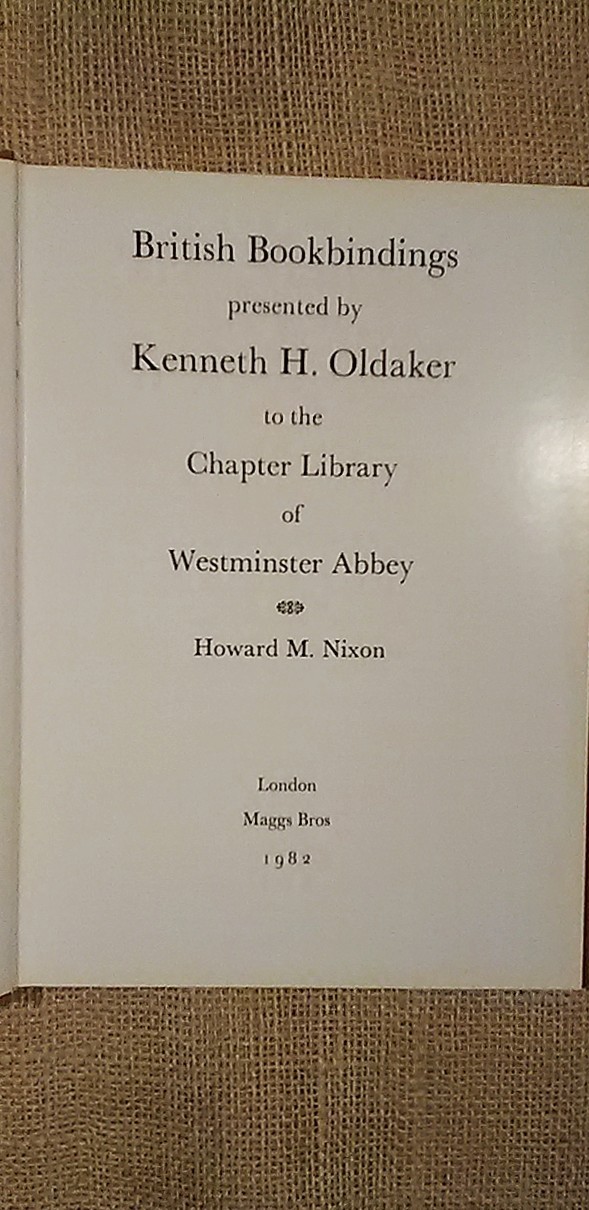 British Bookbindings
presented by
Kenneth H. Oldaker
to the
Chapter Library
of
Westminster Abbey
Howard M. Nixon
London
Maggs Bros
1982